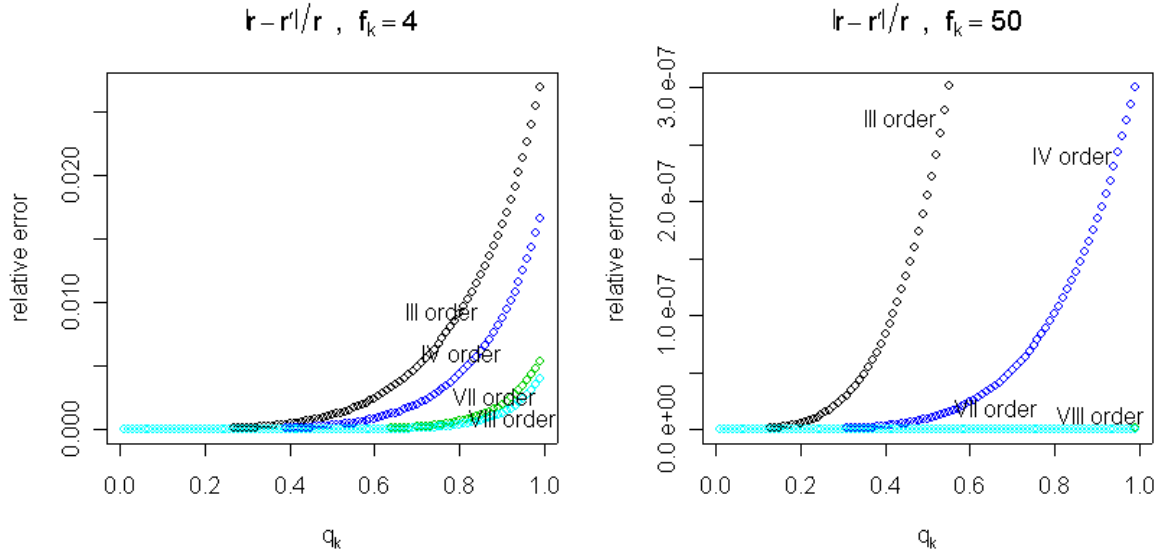 |r – r'|/r , f_k = 4
relative error
0.000
0.010
0.020
III order
IV order
VII order
VIII order
0.0 0.2 0.4 0.6 0.8 1.0
q_k
|r – r'|/r , f_k = 50
relative error
0.0 e+00
1.0 e-07
2.0 e-07
3.0 e-07
III order
IV order
VII order
VIII order
0.0 0.2 0.4 0.6 0.8 1.0
q_k